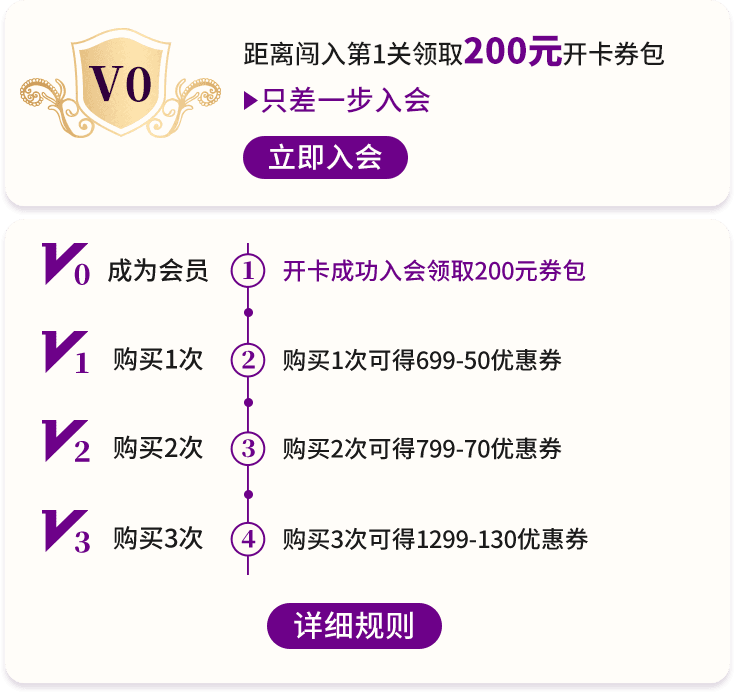 V0
距离闯入第1关领取200元开卡券包
只差一步入会
立即入会
V0 成为会员 1 开卡成功入会领取200元券包
V1 购买1次 2 购买1次可得699-50优惠券
V2 购买2次 3 购买2次可得799-70优惠券
V3 购买3次 4 购买3次可得1299-130优惠券
详细规则